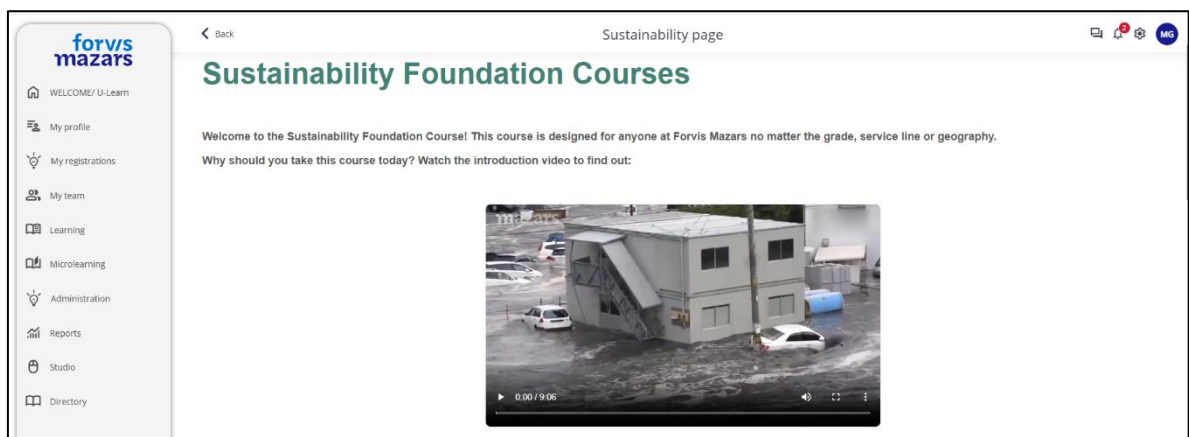 forvis
mazars
WELCOME/ U-Learn
My profile
My registrations
My team
Learning
Microlearning
Administration
Reports
Studio
Directory
Back
Sustainability page
2
MG
Sustainability Foundation Courses
Welcome to the Sustainability Foundation Course! This course is designed for anyone at Forvis Mazars no matter the grade, service line or geography.
Why should you take this course today? Watch the introduction video to find out:
mazars
0:00 / 9:06